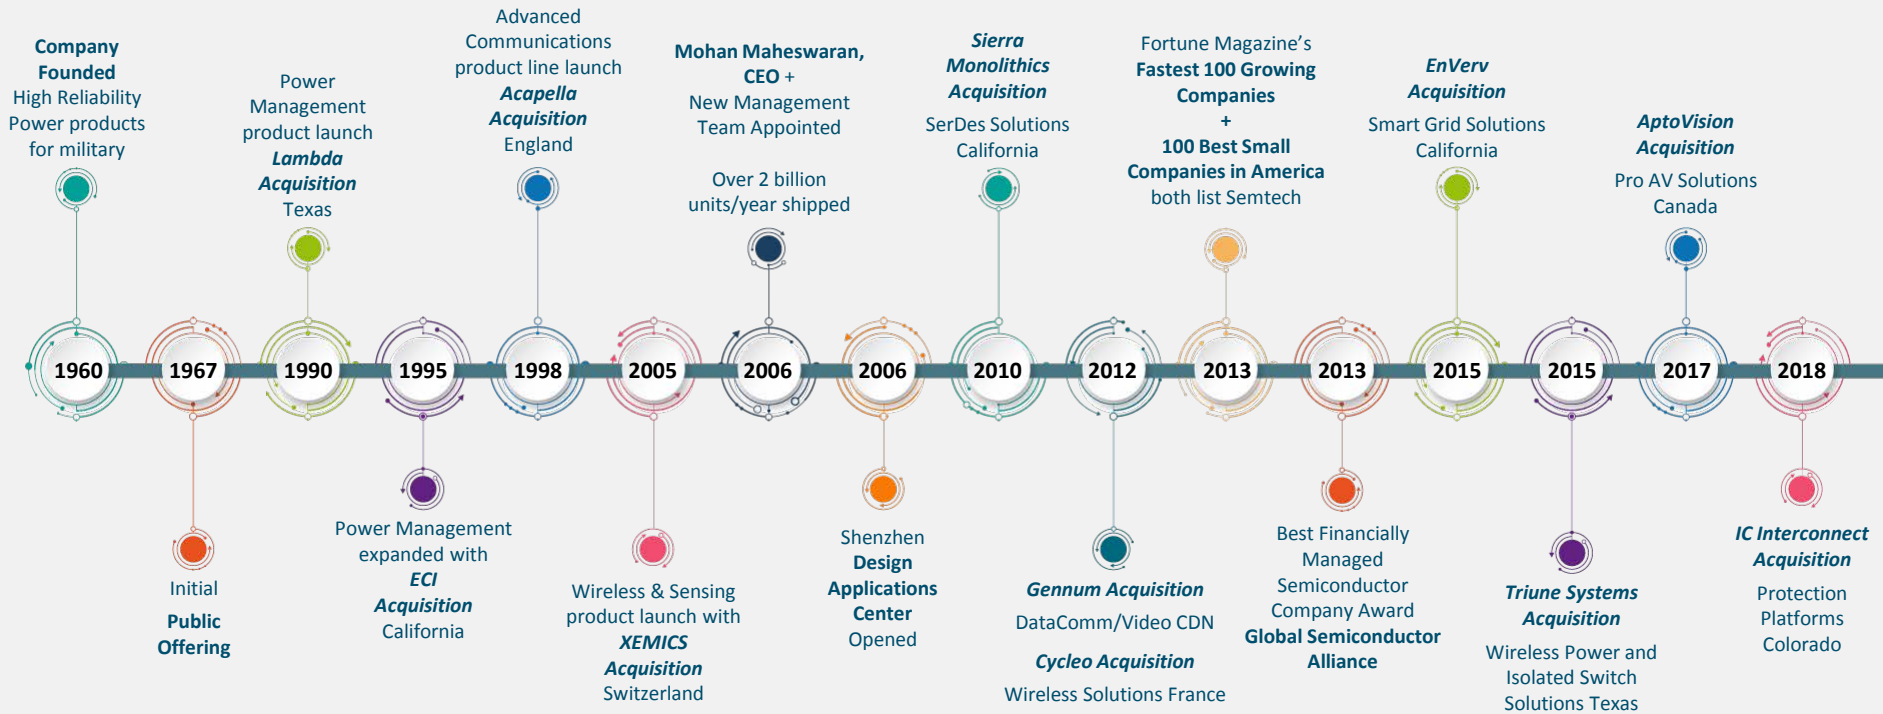 Company
Founded
High Reliability
Power products
for military
Power
Management
product launch
Lambda
Acquisition
Texas
Advanced
Communications
product line launch
Acapella
Acquisition
England
Mohan Maheswaran,
CEO +
New Management
Team Appointed
Over 2 billion
units/year shipped
Sierra
Monolithics
Acquisition
SerDes Solutions
California
Fortune Magazine's
Fastest 100 Growing
Companies
+
100 Best Small
Companies in America
both list Semtech
EnVerv
Acquisition
Smart Grid Solutions
California
AptoVision
Acquisition
Pro AV Solutions
Canada
1960
1967
1990
1995
1998
2005
2006
2006
2010
2012
2013
2013
2015
2015
2017
2018
Initial
Public
Offering
Power Management
expanded with
ECI
Acquisition
California
Wireless & Sensing
product launch with
XEMICS
Acquisition
Switzerland
Shenzhen
Design
Applications
Center
Opened
Gennum Acquisition
DataComm/Video CDN
Cycleo Acquisition
Wireless Solutions France
Best Financially
Managed
Semiconductor
Company Award
Global Semiconductor
Alliance
Triune Systems
Acquisition
Wireless Power and
Isolated Switch
Solutions Texas
IC Interconnect
Acquisition
Protection
Platforms
Colorado